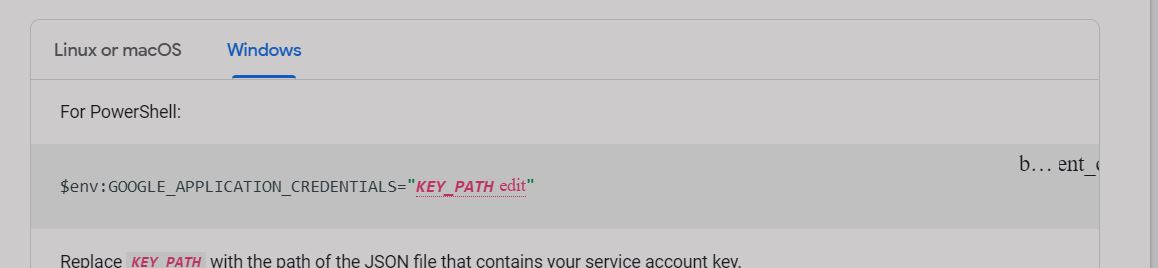 Linux or macOS Windows
For PowerShell:
b... ent_
$env:GOOGLE_APPLICATION_CREDENTIALS="KEY_PATH edit"
Replace KEY_PATH with the path of the JSON file that contains your service account key.